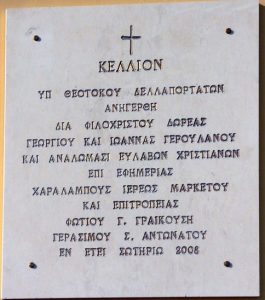 ΚΕΛΛΙΟΝ
ΥΠ ΘΕΟΤΟΚΟΥ ΔΕΛΛΑΠΟΡΤΑΤΩΝ
ΑΝΗΓΕΡΘΗ
ΔΙΑ ΦΙΛΟΧΡΙΣΤΟΥ ΔΩΡΕΑΣ
ΓΕΩΡΓΙΟΥ ΚΑΙ ΙΩΑΝΝΑΣ ΓΕΡΟΥΛΑΝΟΥ
ΚΑΙ ΑΝΑΛΩΜΑΣΙ ΕΥΛΑΒΩΝ ΧΡΙΣΤΙΑΝΩΝ
ΕΠΙ ΕΦΗΜΕΡΙΑΣ
ΧΑΡΑΛΑΜΠΟΥΣ ΙΕΡΕΩΣ ΜΑΡΚΕΤΟΥ
ΚΑΙ ΕΠΙΤΡΟΠΕΙΑΣ
ΦΩΤΙΟΥ Γ. ΓΡΑΙΚΟΥΣΗ
ΓΕΡΑΣΙΜΟΥ Σ. ΑΝΤΩΝΑΤΟΥ
ΕΝ ΕΤΕΙ ΣΩΤΗΡΙΩ 2008